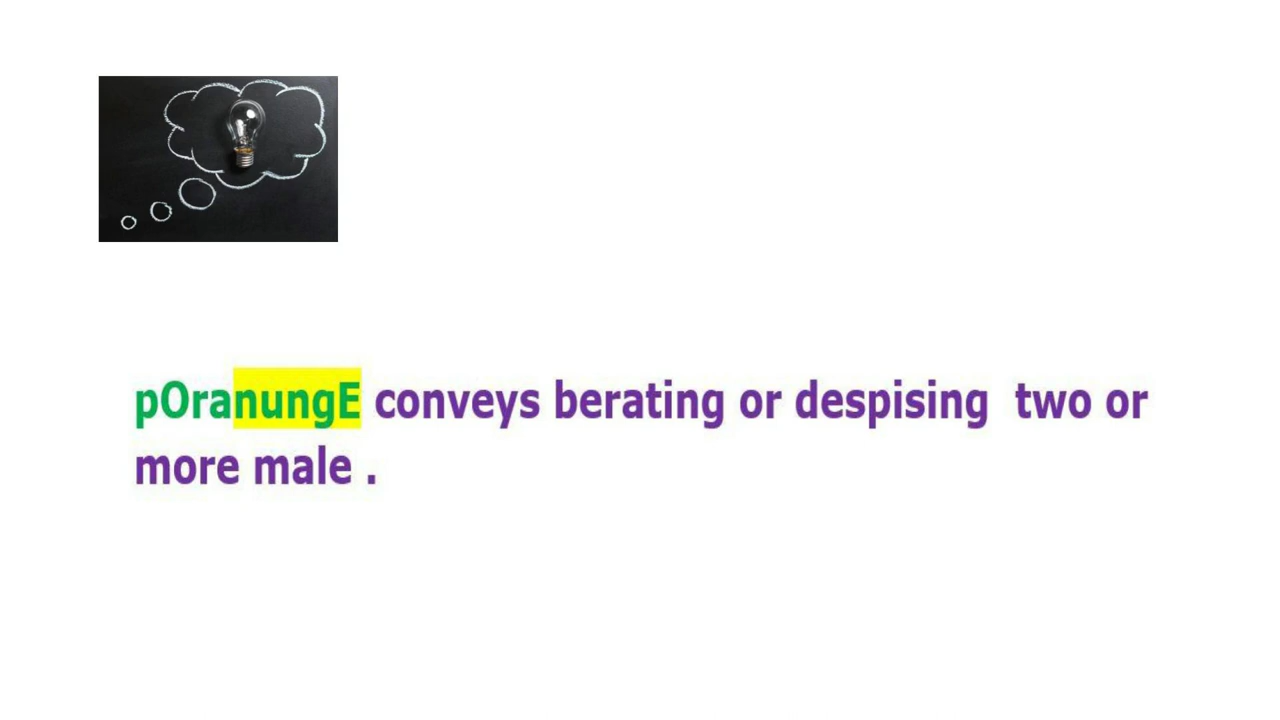 pOranungE conveys berating or despising  two or
more male .